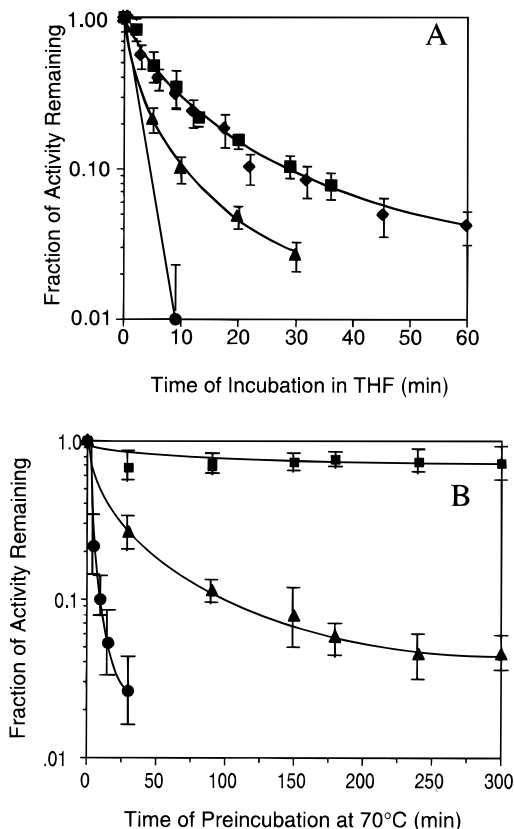 A
Fraction of Activity Remaining
1.00
0.10
0.01
0 10 20 30 40 50 60
Time of Incubation in THF (min)
B
Fraction of Activity Remaining
1.0
0.1
.01
0 50 100 150 200 250 300
Time of Preincubation at 70°C (min)